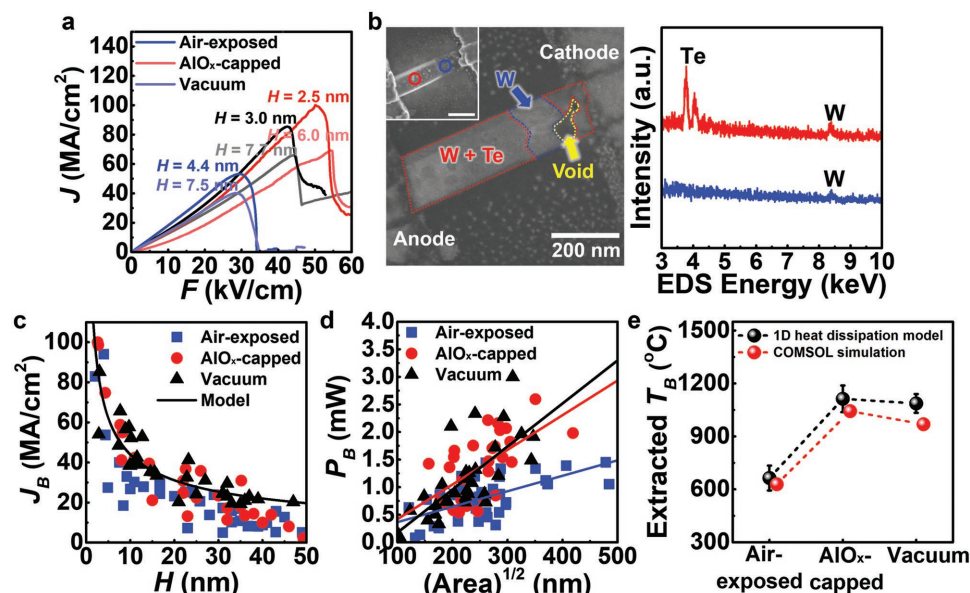 a
J (MA/cm²)
140
120
100
80
60
40
20
0
Air-exposed
AlOₓ-capped
Vacuum
H = 2.5 nm
H = 3.0 nm
H = 6.0 nm
H = 7.7 nm
H = 4.4 nm
H = 7.5 nm
0 10 20 30 40 50 60
F (kV/cm)
b
Cathode
W
W + Te
Void
Anode
200 nm
Intensity (a.u.)
Te
W
W
3 4 5 6 7 8 9 10
EDS Energy (keV)
c
J_B (MA/cm²)
100
80
60
40
20
0
Air-exposed
AlOₓ-capped
Vacuum
Model
0 10 20 30 40 50
H (nm)
d
P_B (mW)
4.0
3.5
3.0
2.5
2.0
1.5
1.0
0.5
0.0
Air-exposed
AlOₓ-capped
Vacuum
100 200 300 400 500
(Area)^1/2 (nm)
e
Extracted T_B (°C)
1500
1200
900
600
300
1D heat dissipation model
COMSOL simulation
Air-exposed
AlOₓ-capped
Vacuum